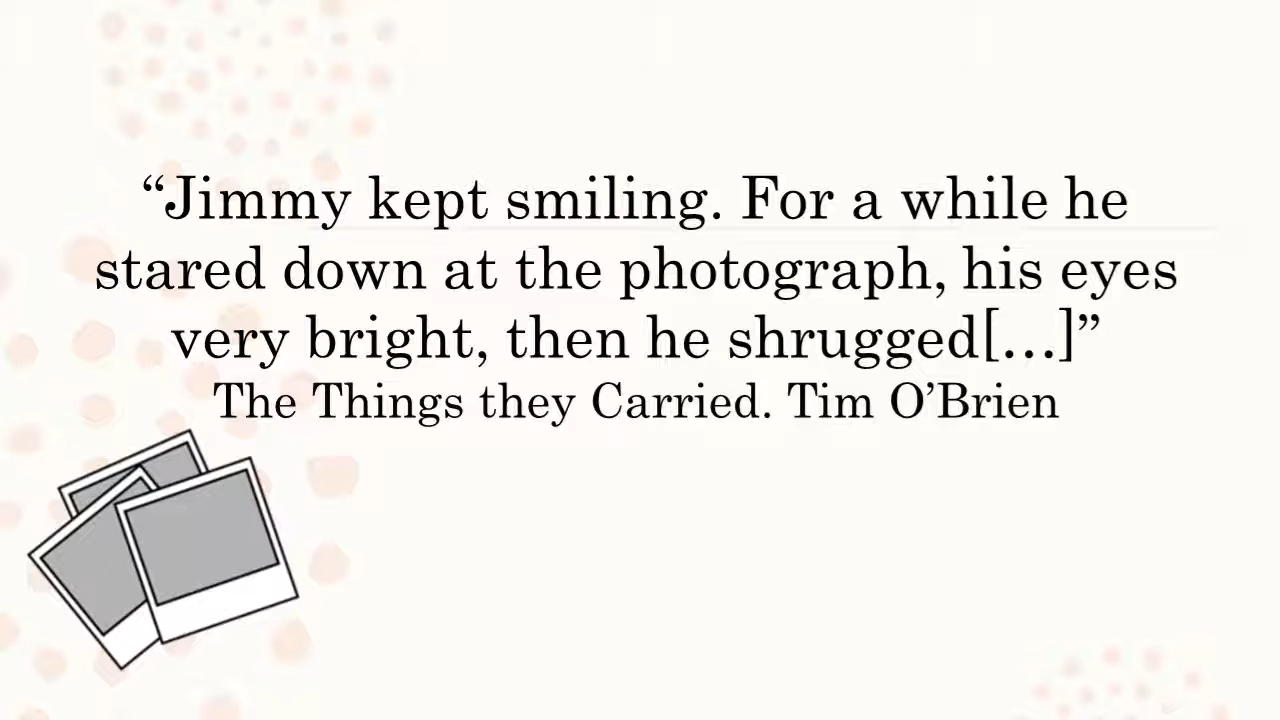 “Jimmy kept smiling. For a while he
stared down at the photograph, his eyes
very bright, then he shrugged[…]”
The Things they Carried. Tim O’Brien